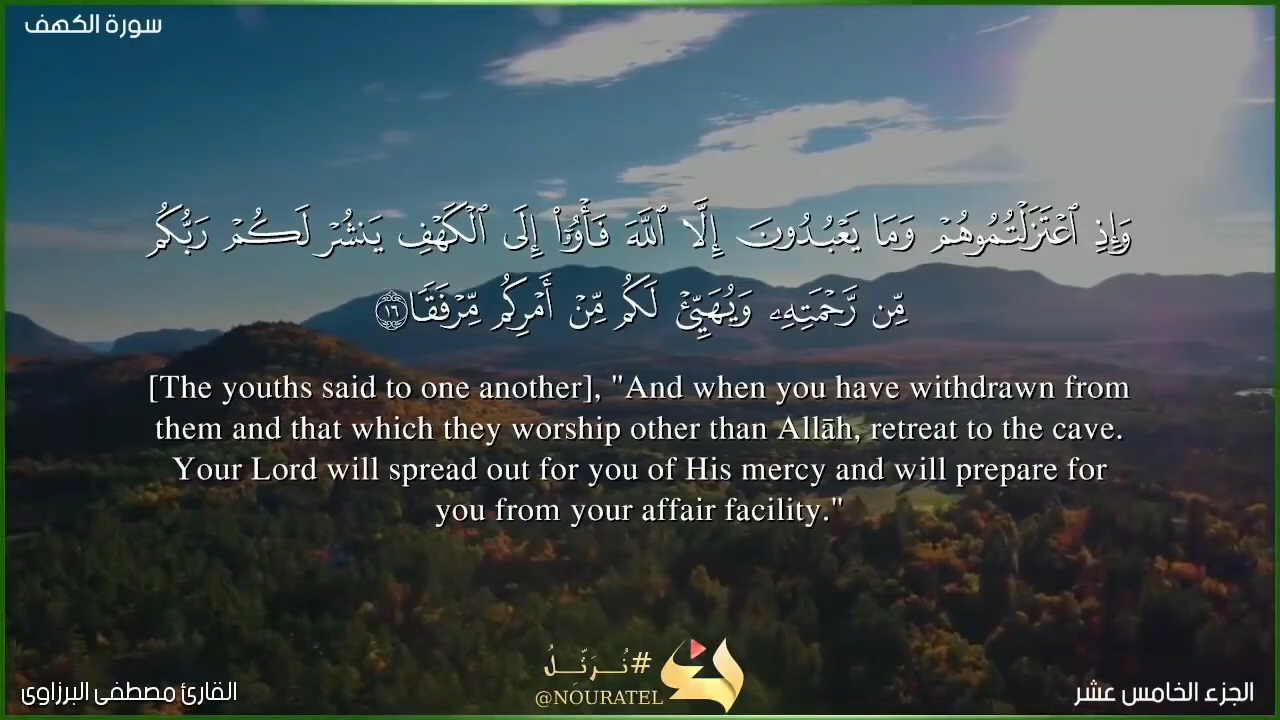 سورة الكهف
وَإِذِ ٱعْتَزَلْتُمُوهُمْ وَمَا يَعْبُدُونَ إِلَّا ٱللَّهَ فَأْوُۥٓا۟ إِلَى ٱلْكَهْفِ يَنشُرْ لَكُمْ رَبُّكُم
مِّن رَّحْمَتِهِۦ وَيُهَيِّئْ لَكُم مِّنْ أَمْرِكُم مِّرْفَقًا ١٦
[The youths said to one another], "And when you have withdrawn from
them and that which they worship other than Allāh, retreat to the cave.
Your Lord will spread out for you of His mercy and will prepare for
you from your affair facility."
#نُرَتّلُ
@NOURATEL
القارئ مصطفى البرزاوى
الجزء الخامس عشر